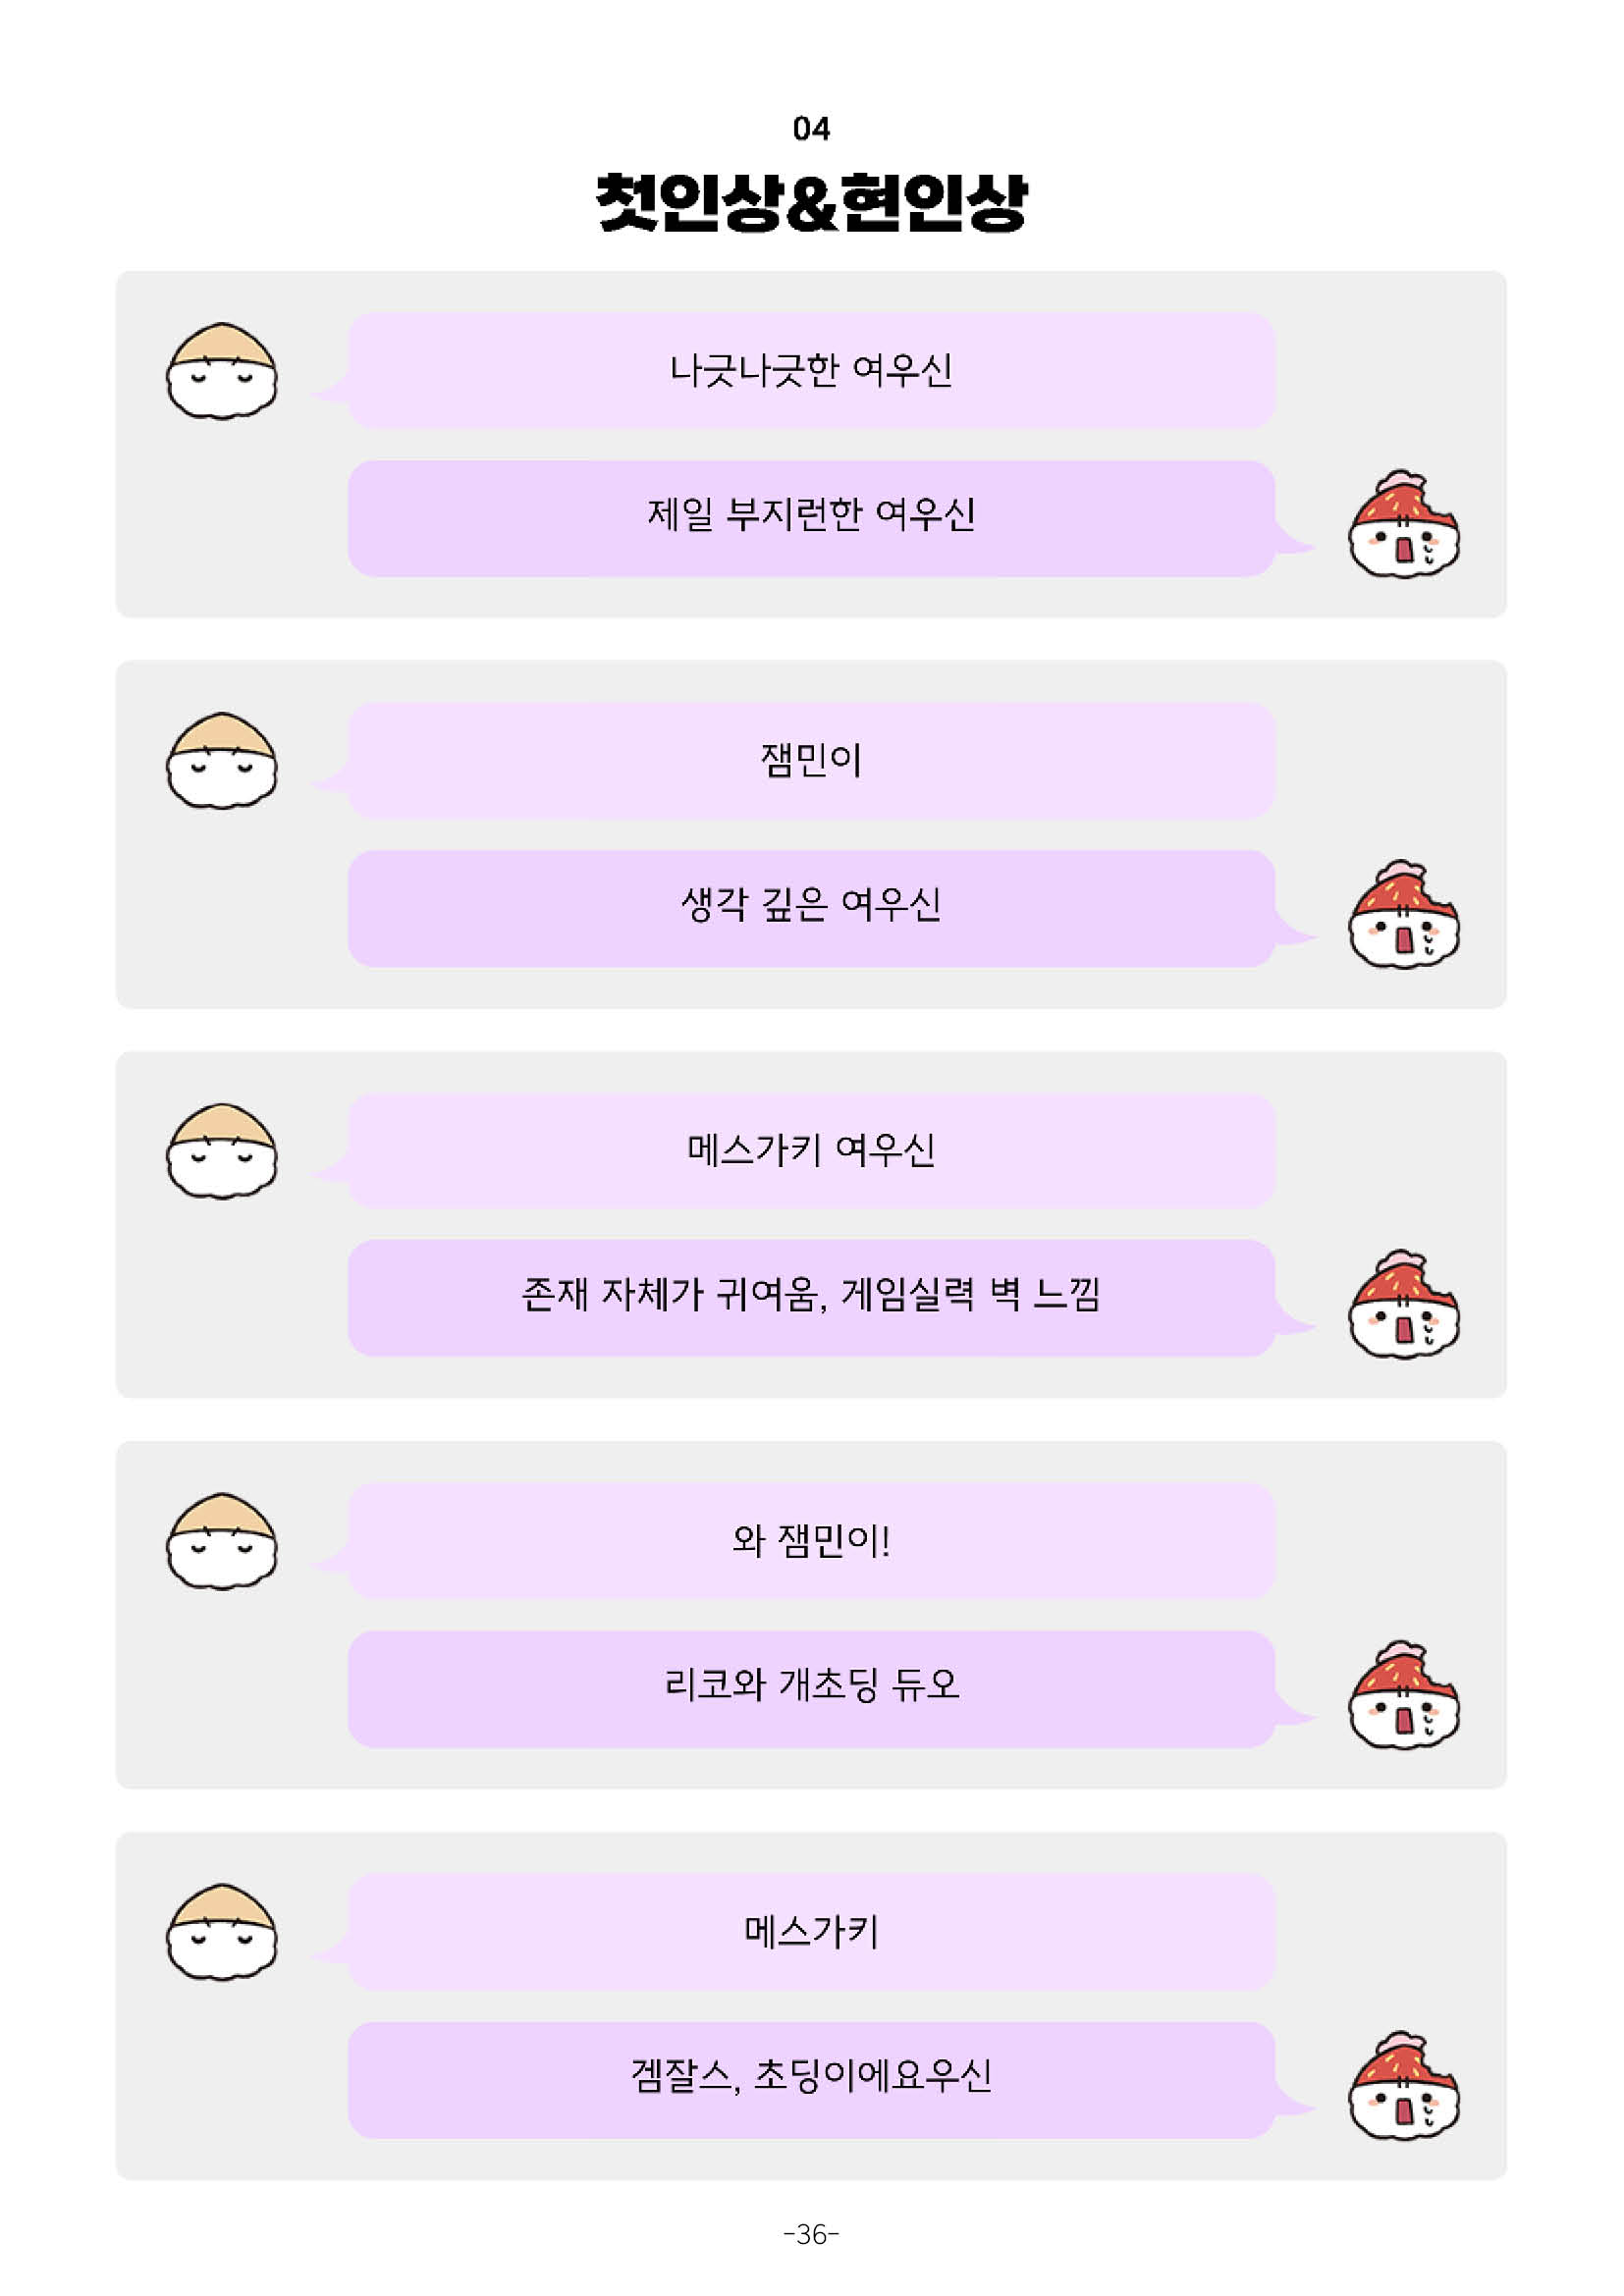 04
첫인상&현인상
나긋나긋한 여우신
제일 부지런한 여우신
잼민이
생각 깊은 여우신
메스가키 여우신
존재 자체가 귀여움, 게임실력 벽 느낌
와 잼민이!
리코와 개초딩 듀오
메스가키
겜잘스, 초딩이에요우신
-36-